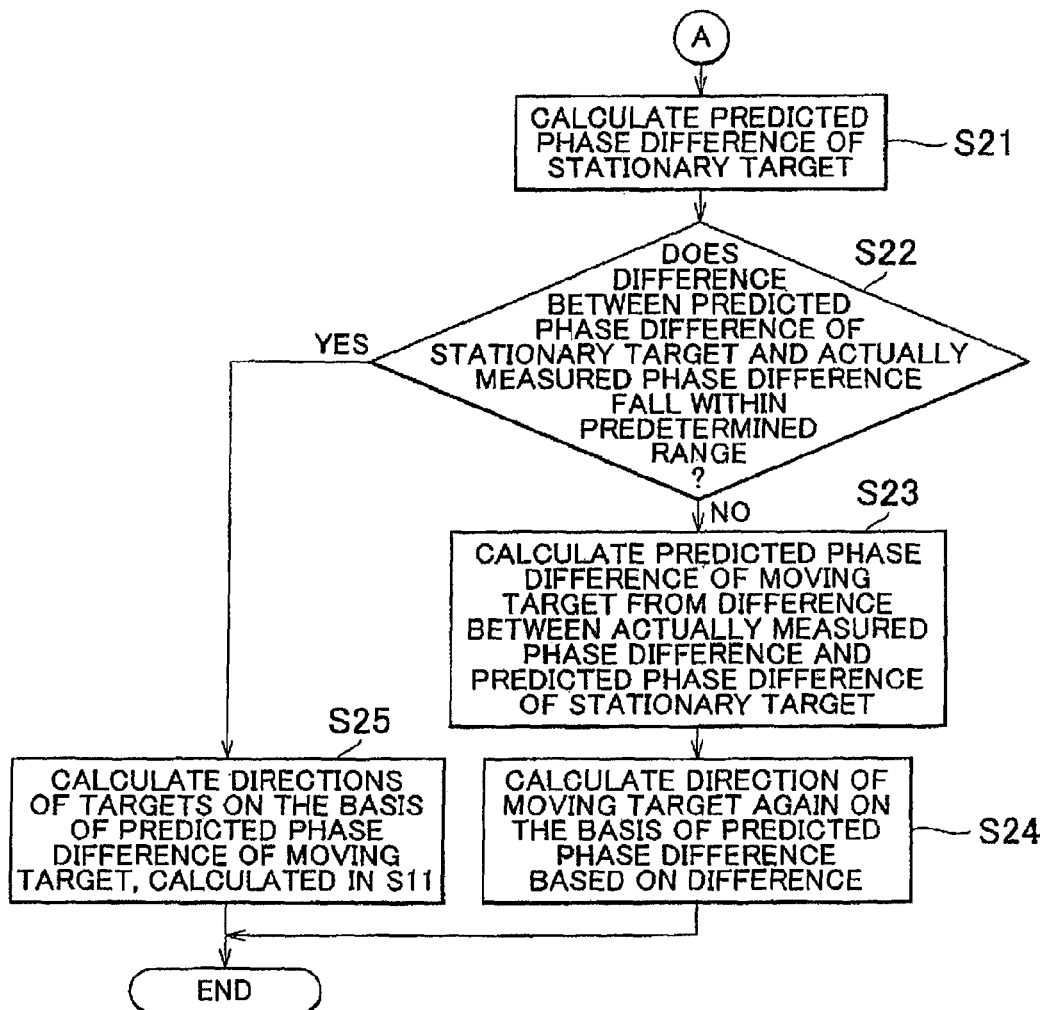 A
CALCULATE PREDICTED
PHASE DIFFERENCE OF
STATIONARY TARGET
S21
S22
DOES
DIFFERENCE
BETWEEN PREDICTED
PHASE DIFFERENCE OF
STATIONARY TARGET AND ACTUALLY
MEASURED PHASE DIFFERENCE
FALL WITHIN
PREDETERMINED
RANGE
?
YES
NO
S23
CALCULATE PREDICTED PHASE
DIFFERENCE OF MOVING
TARGET FROM DIFFERENCE
BETWEEN ACTUALLY MEASURED
PHASE DIFFERENCE AND
PREDICTED PHASE DIFFERENCE
OF STATIONARY TARGET
S25
CALCULATE DIRECTIONS
OF TARGETS ON THE BASIS
OF PREDICTED PHASE
DIFFERENCE OF MOVING
TARGET, CALCULATED IN S11
CALCULATE DIRECTION OF
MOVING TARGET AGAIN ON
THE BASIS OF PREDICTED
PHASE DIFFERENCE
BASED ON DIFFERENCE
S24
END